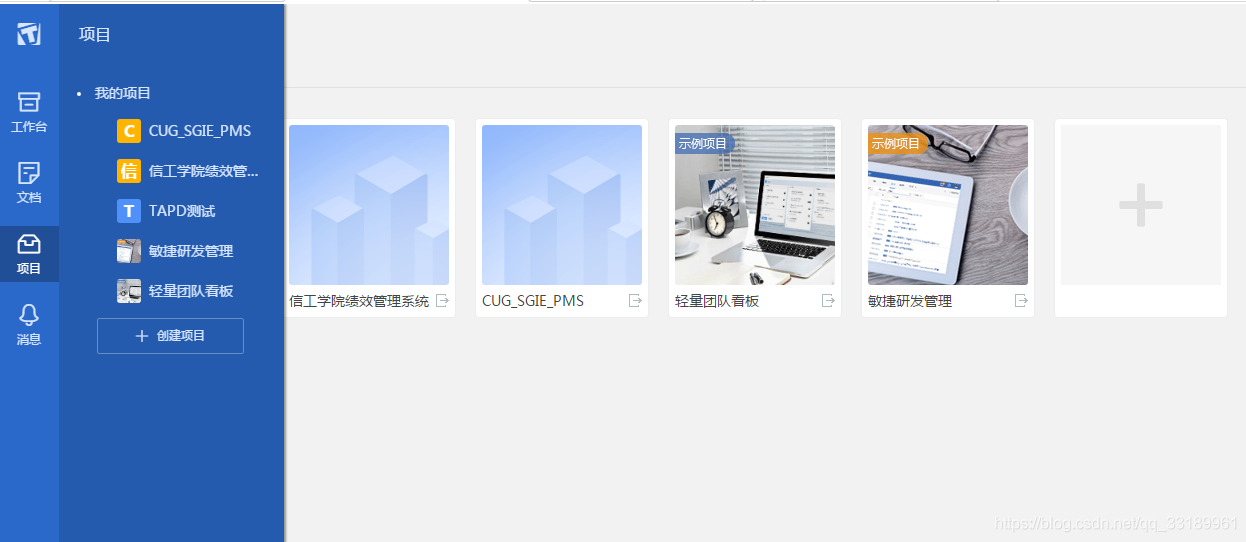 项目
我的项目
C CUG_SGIE_PMS
信 信工学院绩效管...
T TAPD测试
敏捷研发管理
轻量团队看板
创建项目
工作台
文档
项目
消息
示例项目
示例项目
信工学院绩效管理系统
CUG_SGIE_PMS
轻量团队看板
敏捷研发管理
https://blog.csdn.net/qq_33189961